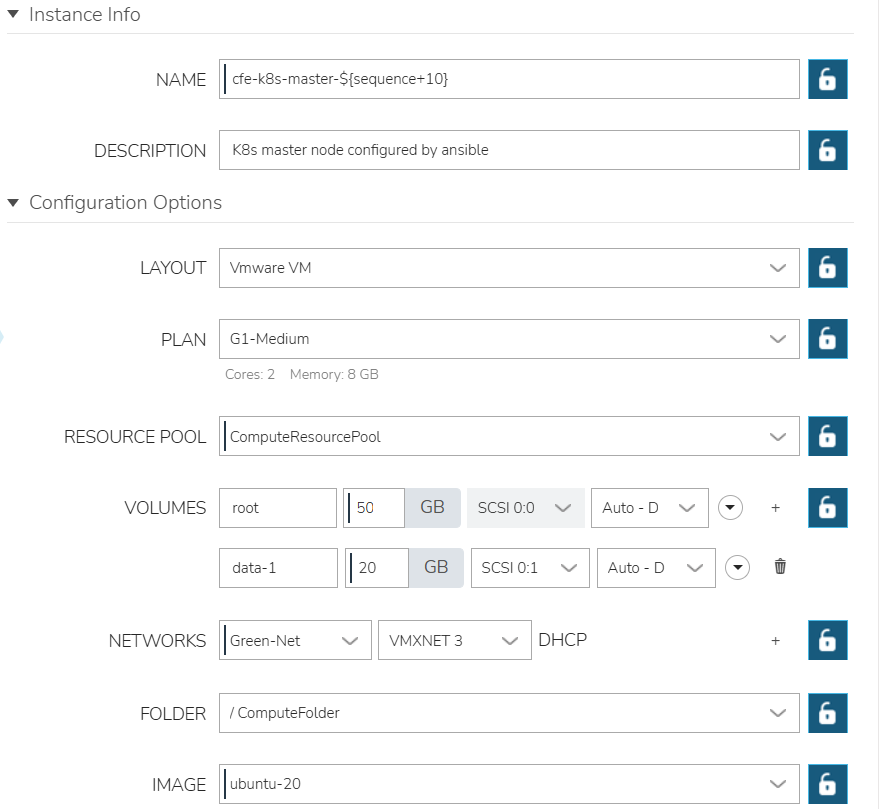 Instance Info
NAME cfe-k8s-master-${sequence+10}
DESCRIPTION K8s master node configured by ansible
Configuration Options
LAYOUT Vmware VM
PLAN G1-Medium
Cores: 2 Memory: 8 GB
RESOURCE POOL ComputeResourcePool
VOLUMES root 50 GB SCSI 0:0 Auto - D +
data-1 20 GB SCSI 0:1 Auto - D
NETWORKS Green-Net VMXNET 3 DHCP +
FOLDER / ComputeFolder
IMAGE ubuntu-20